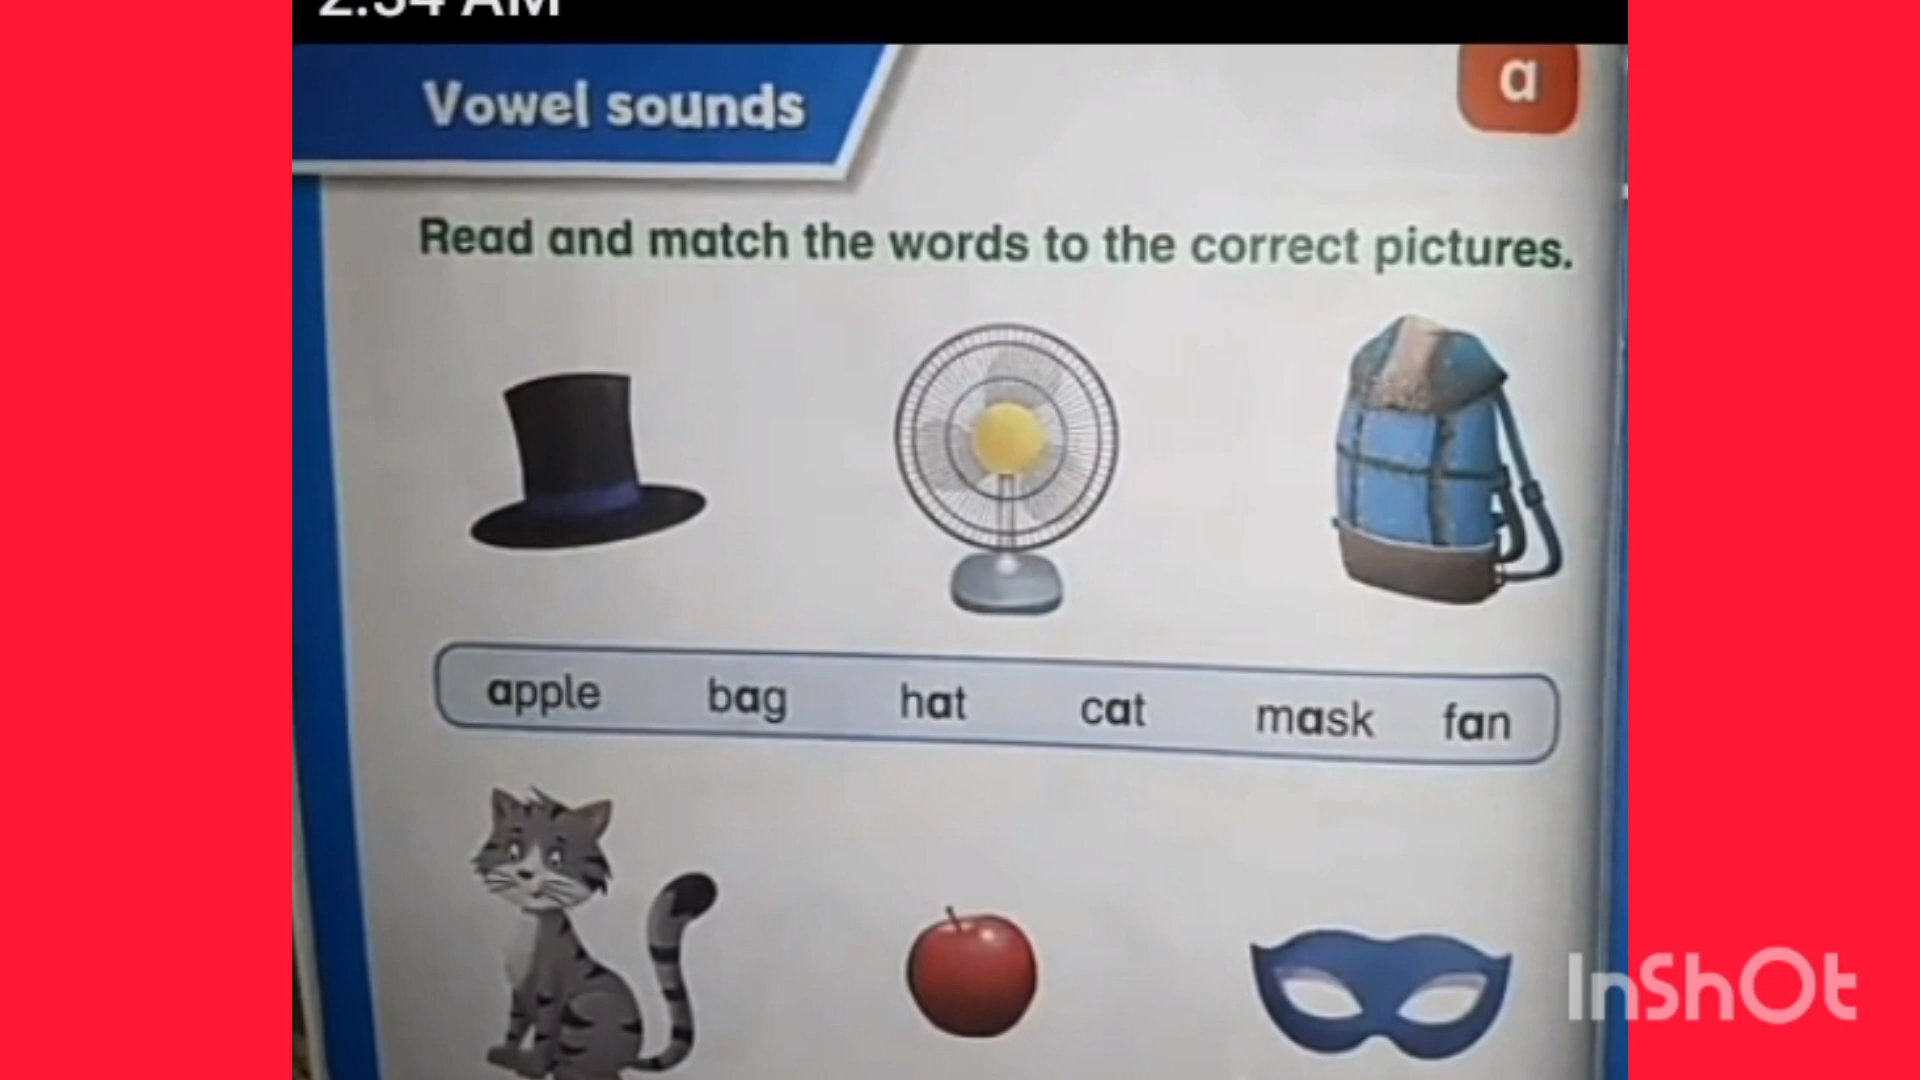 Vowel sounds
a
Read and match the words to the correct pictures.
apple bag hat cat mask fan
InShOt